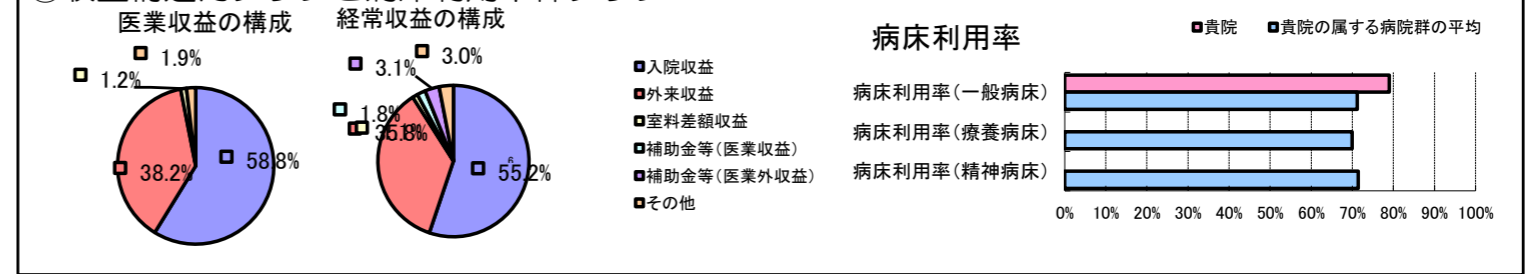 医業収益の構成
1.9%
1.2%
38.2%
58.8%
経常収益の構成
3.0%
3.1%
1.8%
35.8%
55.2%
入院収益
外来収益
室料差額収益
補助金等(医業収益)
補助金等(医業外収益)
その他
病床利用率
貴院
貴院の属する病院群の平均
病床利用率(一般病床)
病床利用率(療養病床)
病床利用率(精神病床)
0% 10% 20% 30% 40% 50% 60% 70% 80% 90% 100%